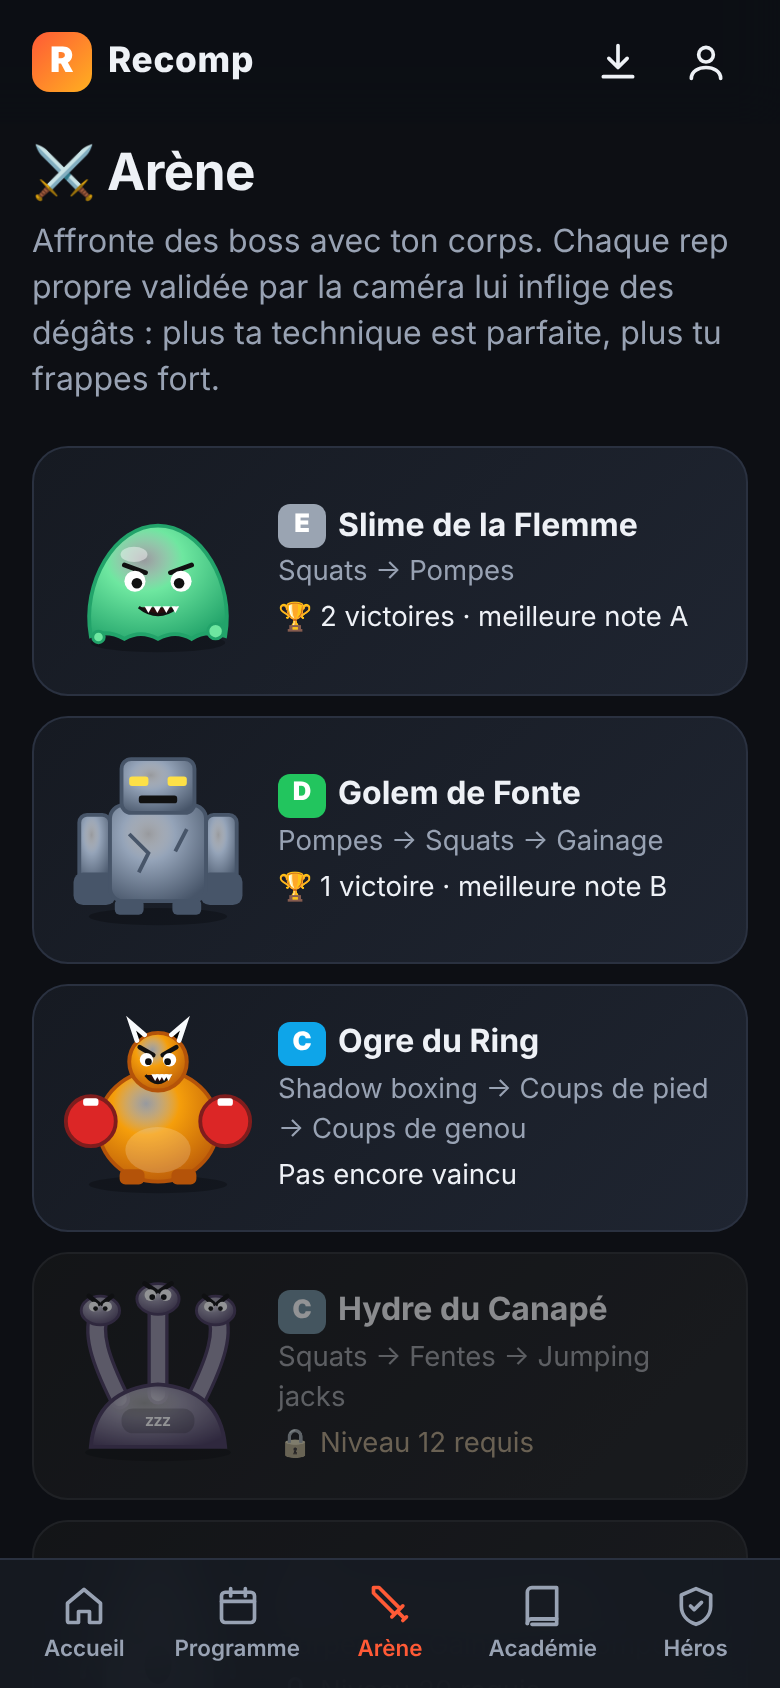 R Recomp
⚔️ Arène
Affronte des boss avec ton corps. Chaque rep
propre validée par la caméra lui inflige des
dégâts : plus ta technique est parfaite, plus tu
frappes fort.
E Slime de la Flemme
Squats → Pompes
🏆 2 victoires · meilleure note A
D Golem de Fonte
Pompes → Squats → Gainage
🏆 1 victoire · meilleure note B
C Ogre du Ring
Shadow boxing → Coups de pied
→ Coups de genou
Pas encore vaincu
C Hydre du Canapé
Squats → Fentes → Jumping
jacks
zzz
🔒 Niveau 12 requis
Accueil Programme Arène Académie Héros